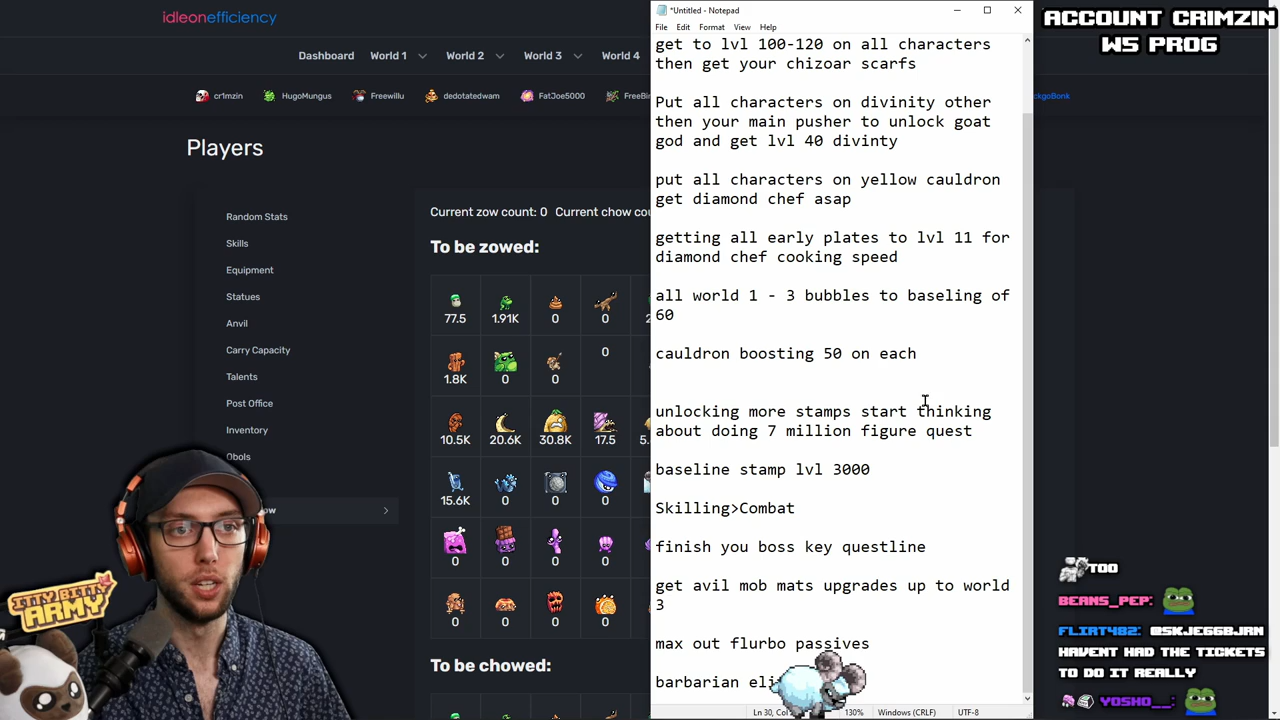 idleonefficiency
Dashboard World 1 World 3 World 4
cr1mzin HugoMungus Freewillu dedotatedwam FatJoe5000
Players
Random Stats
Skills
Equipment
Statues
Anvil
Carry Capacity
Talents
Post Office
Inventory
Obols
Current zow count: 0 Current chow
To be zowed:
77.5 1.91K 0 0
1.8K 0 0 0
10.5K 20.6K 30.8K 17.5
15.6K 0 0 0
0 0 0 0
0 0 0 0
To be chowed:
*Untitled - Notepad
File Edit Format View Help
get to lvl 100-120 on all characters
then get your chizoar scarfs
Put all characters on divinity other
then your main pusher to unlock goat
god and get lvl 40 divinty
put all characters on yellow cauldron
get diamond chef asap
getting all early plates to lvl 11 for
diamond chef cooking speed
all world 1 - 3 bubbles to baseling of
60
cauldron boosting 50 on each
unlocking more stamps start thinking
about doing 7 million figure quest
baseline stamp lvl 3000
Skilling>Combat
finish you boss key questline
get avil mob mats upgrades up to world
3
max out flurbo passives
barbarian
Ln 30, 130% Windows (CRLF) UTF-8
ACCOUNT CRIMZIN
W5 PROG
ITTY BITTY
ARMY
TOO
BEANS_PEP:
FLIRT482: @SKJEGGBJRN
HAVENT HAD THE TICKETS
TO DO IT REALLY
YOSHO__: